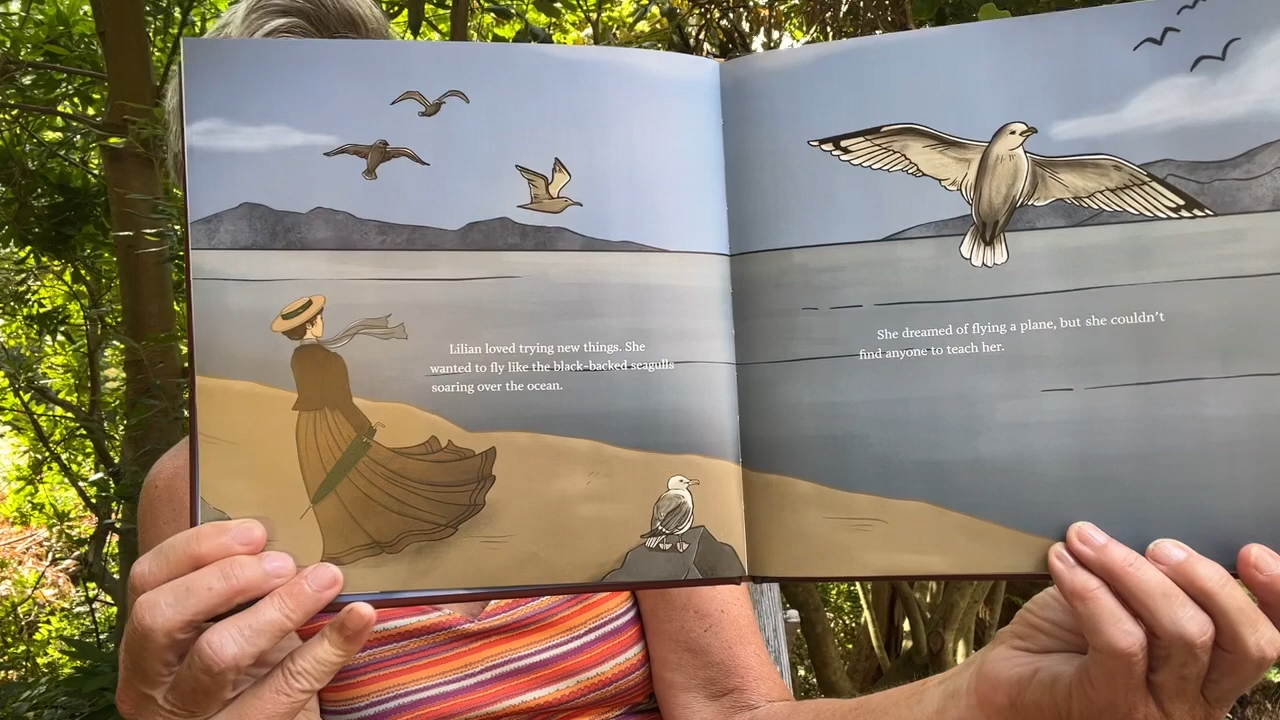 Lilian loved trying new things. She
wanted to fly like the black-backed seagulls
soaring over the ocean.
She dreamed of flying a plane, but she couldn't
find anyone to teach her.